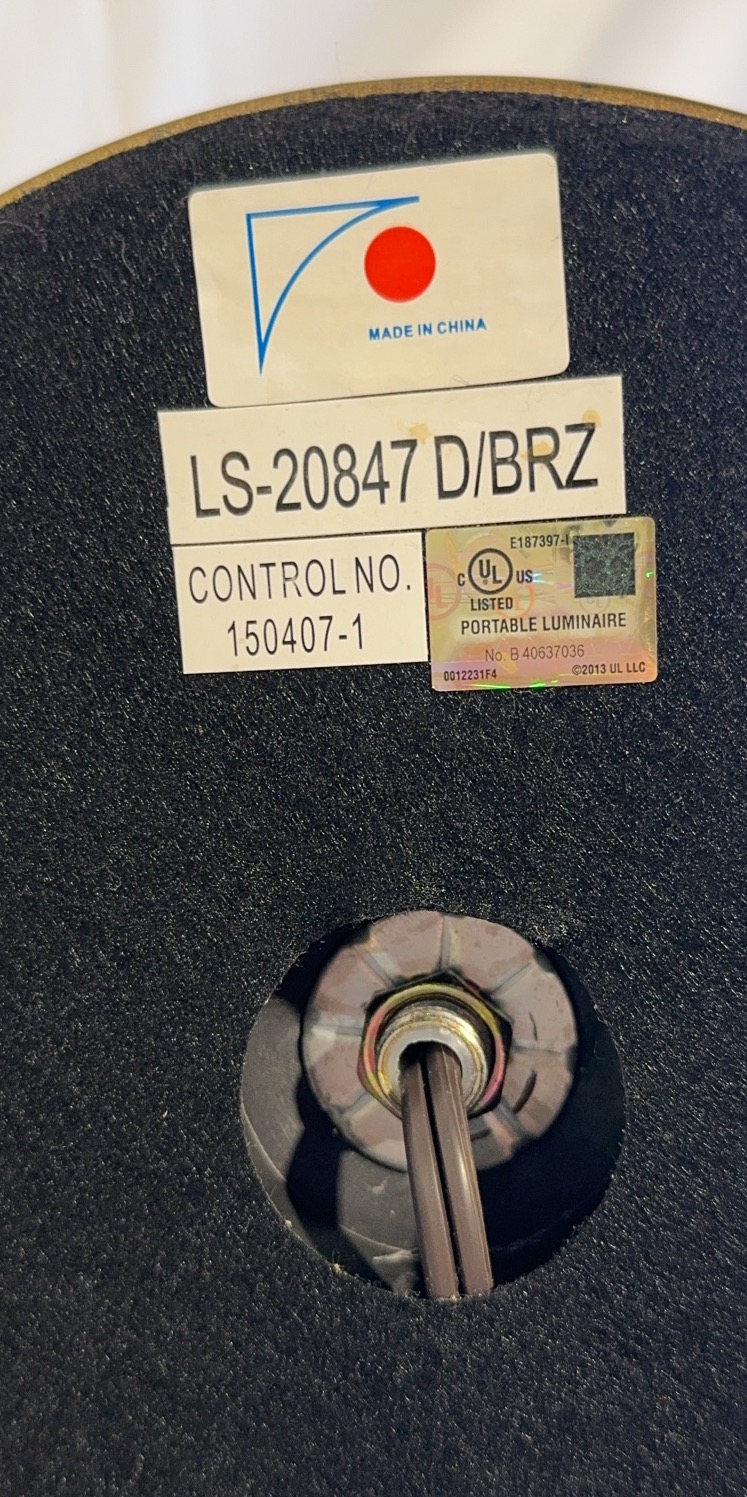 MADE IN CHINA
LS-20847 D/BRZ
CONTROL NO.
150407-1
E187397-I
C UL US
LISTED
PORTABLE LUMINAIRE
No. B 40637036
0012231F4 ©2013 UL LLC